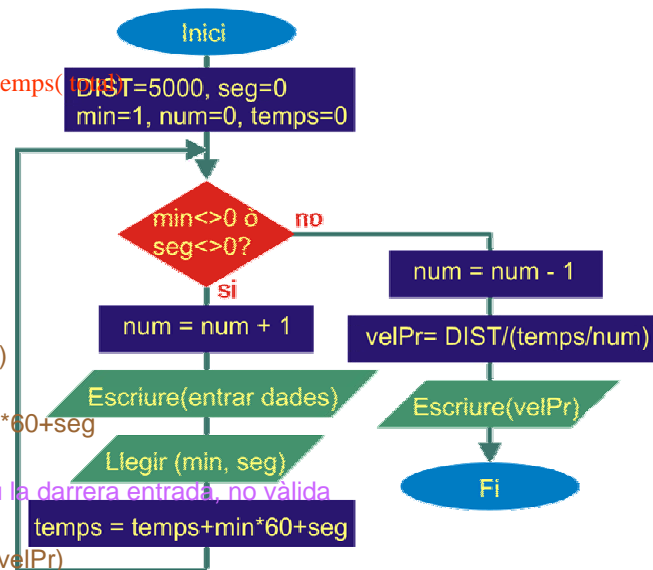 Inici
emps( total)
DIST=5000, seg=0
min=1, num=0, temps=0
min<>0 ò
seg<>0?
no
si
num = num - 1
num = num + 1
velPr= DIST/(temps/num)
)
Escriure(entrar dades)
Escriure(velPr)
*60+seg
Llegir (min, seg)
la darrera entrada, no vàlida
Fi
temps = temps+min*60+seg
velPr)